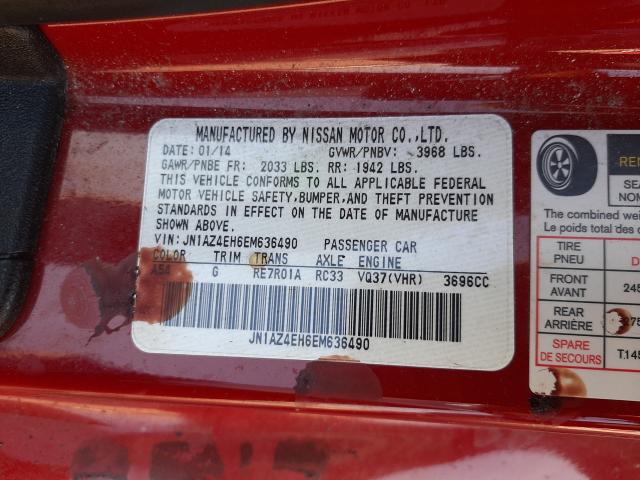 MANUFACTURED BY NISSAN MOTOR CO.,LTD.
DATE: 01/14 GVWR/PNBV: 3968 LBS.
GAWR/PNBE FR: 2033 LBS. RR: 1942 LBS.
THIS VEHICLE CONFORMS TO ALL APPLICABLE FEDERAL
MOTOR VEHICLE SAFETY,BUMPER,AND THEFT PREVENTION
STANDARDS IN EFFECT ON THE DATE OF MANUFACTURE
SHOWN ABOVE.
VIN: JN1AZ4EH6EM636490 PASSENGER CAR
COLOR TRIM TRANS AXLE ENGINE
A54 G RE7R01A RC33 VQ37(VHR) 3696CC
JN1AZ4EH6EM636490
The combined wei
Le poids total des o
TIRE
PNEU
FRONT
AVANT
245
REAR
ARRIÈRE
SPARE
DE SECOURS
T145